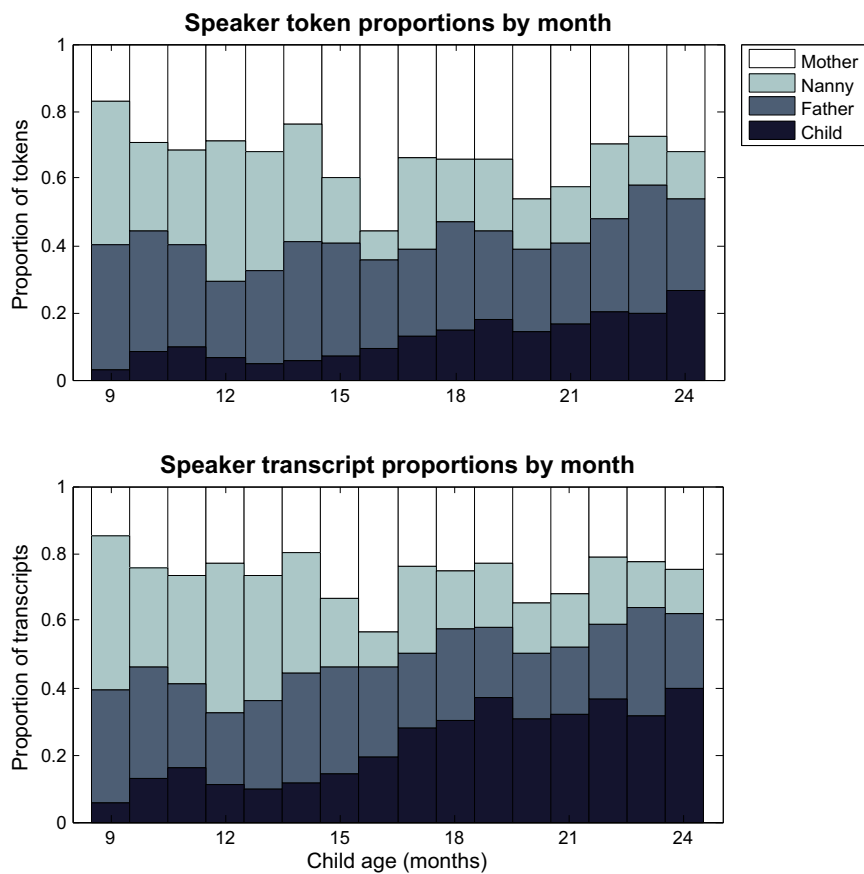 Speaker token proportions by month
Mother
Nanny
Father
Child
Proportion of tokens
1
0.8
0.6
0.4
0.2
0
9 12 15 18 21 24
Speaker transcript proportions by month
Proportion of transcripts
1
0.8
0.6
0.4
0.2
0
9 12 15 18 21 24
Child age (months)